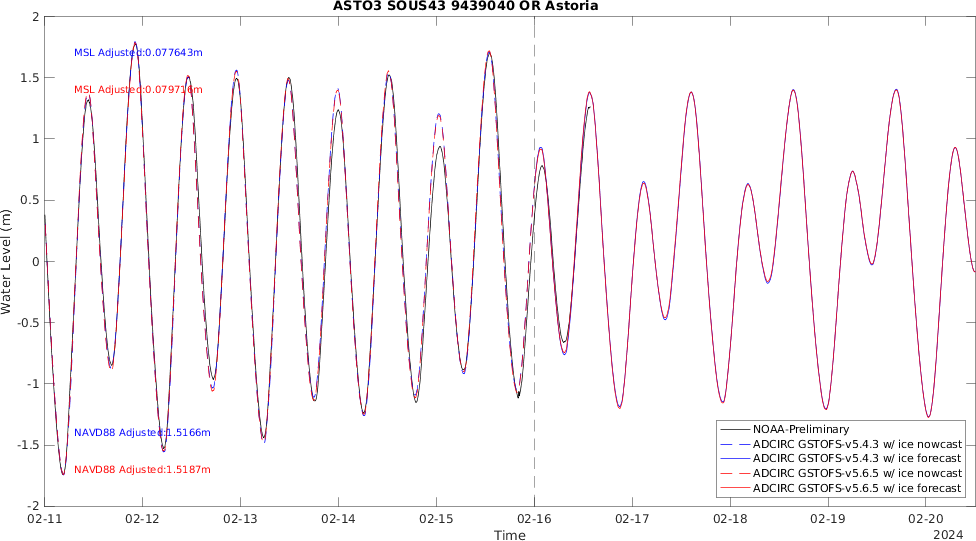 ASTO3 SOUS43 9439040 OR Astoria
2
1.5
1
0.5
0
-0.5
-1
-1.5
-2
Water Level (m)
MSL Adjusted:0.077643m
MSL Adjusted:0.079716m
NAVD88 Adjusted:1.5166m
NAVD88 Adjusted:1.5187m
NOAA-Preliminary
ADCIRC GSTOFS-v5.4.3 w/ ice nowcast
ADCIRC GSTOFS-v5.4.3 w/ ice forecast
ADCIRC GSTOFS-v5.6.5 w/ ice nowcast
ADCIRC GSTOFS-v5.6.5 w/ ice forecast
02-11 02-12 02-13 02-14 02-15 02-16 02-17 02-18 02-19 02-20
Time
2024